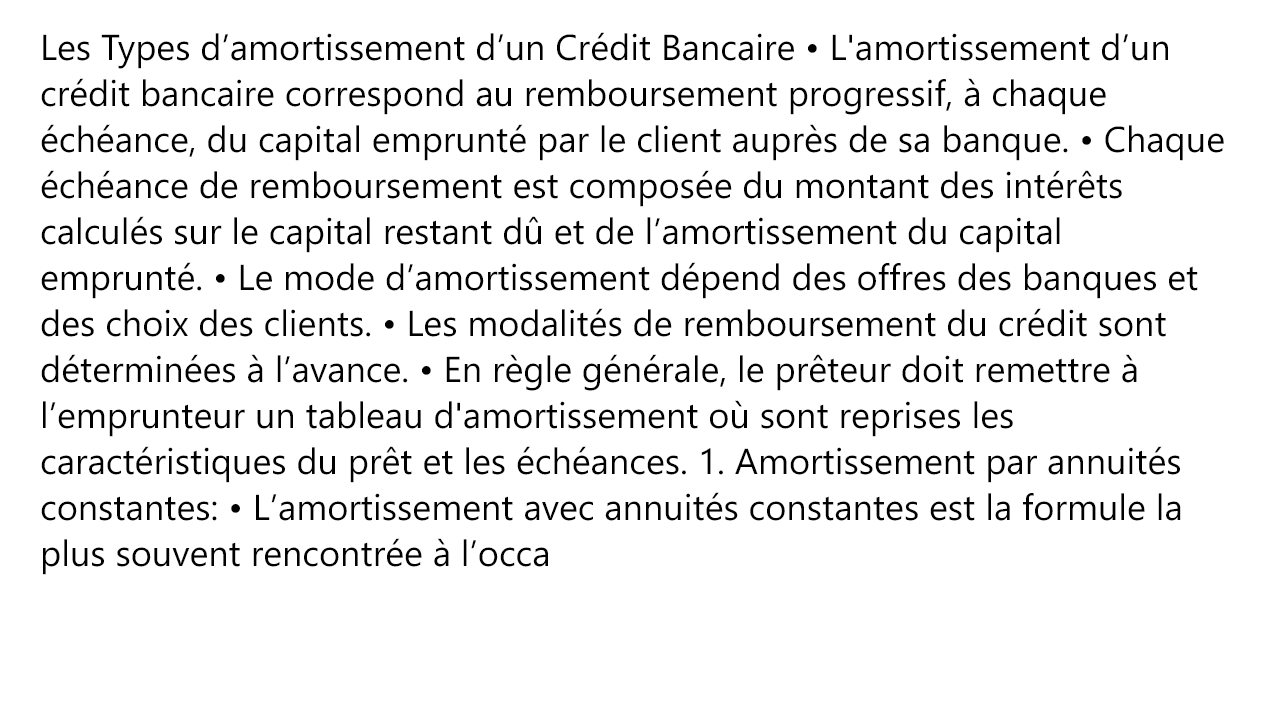 Les Types d’amortissement d’un Crédit Bancaire • L'amortissement d’un
crédit bancaire correspond au remboursement progressif, à chaque
échéance, du capital emprunté par le client auprès de sa banque. • Chaque
échéance de remboursement est composée du montant des intérêts
calculés sur le capital restant dû et de l’amortissement du capital
emprunté. • Le mode d’amortissement dépend des offres des banques et
des choix des clients. • Les modalités de remboursement du crédit sont
déterminées à l’avance. • En règle générale, le prêteur doit remettre à
l’emprunteur un tableau d'amortissement où sont reprises les
caractéristiques du prêt et les échéances. 1. Amortissement par annuités
constantes: • L’amortissement avec annuités constantes est la formule la
plus souvent rencontrée à l’occa